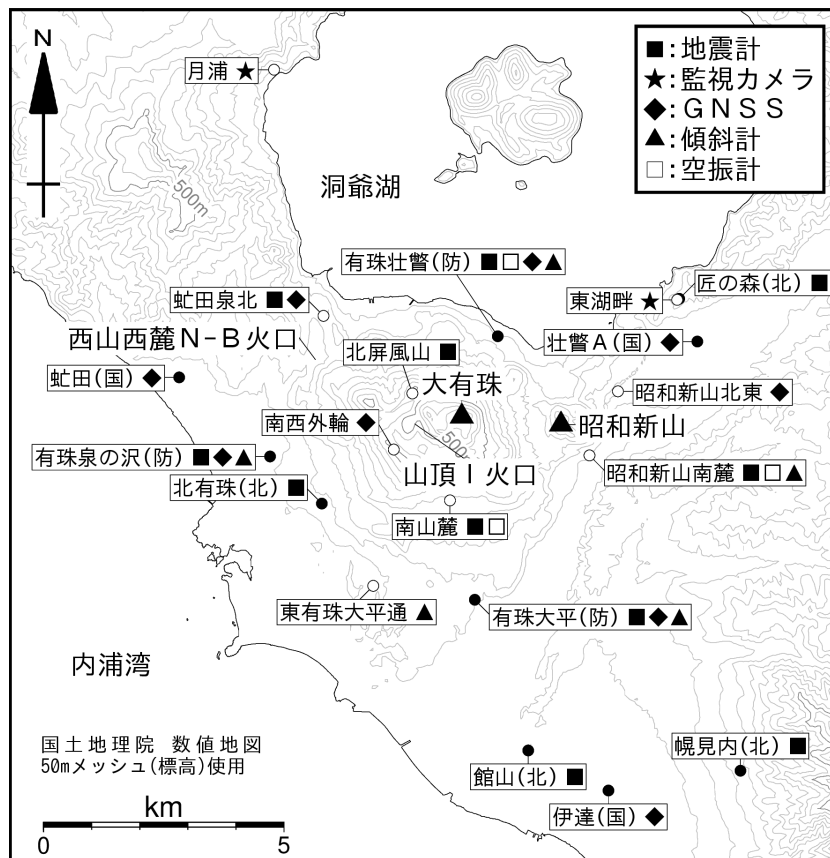 N
月浦 ★
■:地震計
★:監視カメラ
◆:GNSS
▲:傾斜計
□:空振計
500m
洞爺湖
有珠壮瞥(防) ■□◆▲
匠の森(北) ■
東湖畔 ★
虻田泉北 ■◆
西山西麓N-B火口
壮瞥A(国) ◆
北屏風山 ■
虻田(国) ◆
大有珠
昭和新山北東 ◆
南西外輪 ◆
昭和新山
500m
有珠泉の沢(防) ■◆▲
山頂I火口
昭和新山南麓 ■□▲
北有珠(北) ■
南山麓 ■□
東有珠大平通 ▲
有珠大平(防) ■◆▲
内浦湾
国土地理院 数値地図
50mメッシュ(標高)使用
幌見内(北) ■
館山(北) ■
伊達(国) ◆
km
0 5